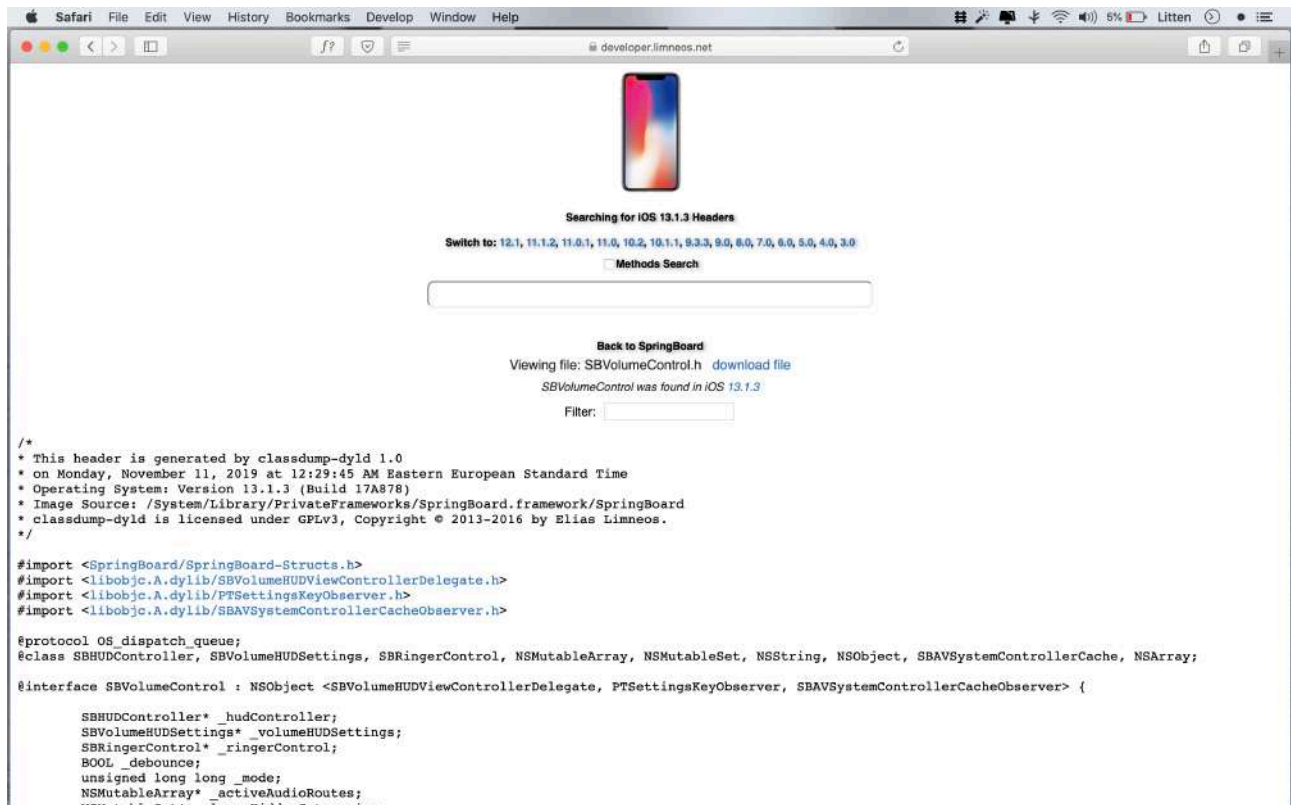 Safari File Edit View History Bookmarks Develop Window Help 6% Litten
f? developer.limneos.net
Searching for iOS 13.1.3 Headers
Switch to: 12.1, 11.1.2, 11.0.1, 11.0, 10.2, 10.1.1, 9.3.3, 9.0, 8.0, 7.0, 6.0, 5.0, 4.0, 3.0
Methods Search
Back to SpringBoard
Viewing file: SBVolumeControl.h download file
SBVolumeControl was found in iOS 13.1.3
Filter:
/*
* This header is generated by classdump-dyld 1.0
* on Monday, November 11, 2019 at 12:29:45 AM Eastern European Standard Time
* Operating System: Version 13.1.3 (Build 17A878)
* Image Source: /System/Library/PrivateFrameworks/SpringBoard.framework/SpringBoard
* classdump-dyld is licensed under GPLv3, Copyright © 2013-2016 by Elias Limneos.
*/
#import <SpringBoard/SpringBoard-Structs.h>
#import <libobjc.A.dylib/SBVolumeHUDViewControllerDelegate.h>
#import <libobjc.A.dylib/PTSettingsKeyObserver.h>
#import <libobjc.A.dylib/SBAVSystemControllerCacheObserver.h>
@protocol OS_dispatch_queue;
@class SBHUDController, SBVolumeHUDSettings, SBRingerControl, NSMutableArray, NSMutableSet, NSString, NSObject, SBAVSystemControllerCache, NSArray;
@interface SBVolumeControl : NSObject <SBVolumeHUDViewControllerDelegate, PTSettingsKeyObserver, SBAVSystemControllerCacheObserver> {
SBHUDController* _hudController;
SBVolumeHUDSettings* _volumeHUDSettings;
SBRingerControl* _ringerControl;
BOOL _debounce;
unsigned long long _mode;
NSMutableArray* _activeAudioRoutes;